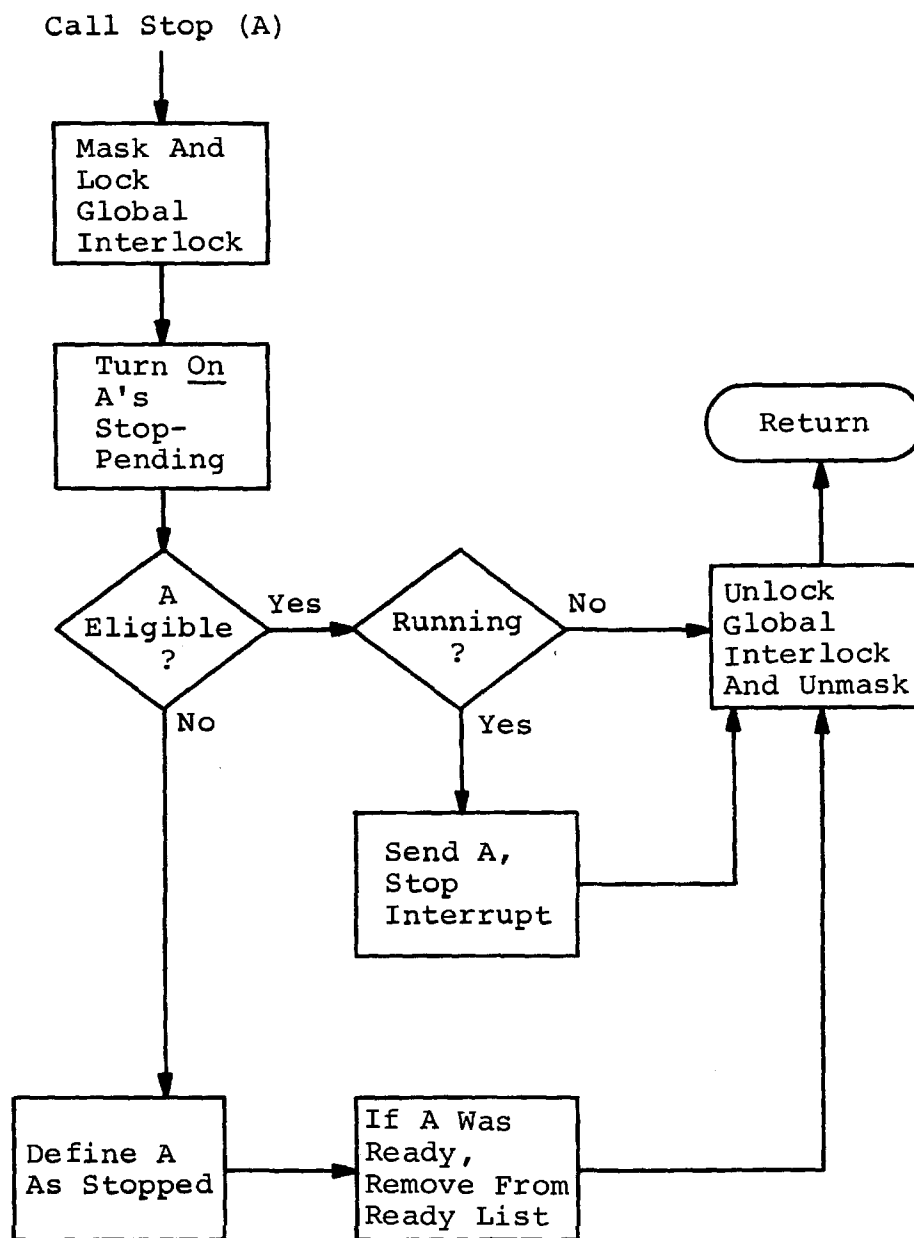 Call Stop (A)
Mask And
Lock
Global
Interlock
Turn On
A's
Stop-
Pending
Return
A
Eligible
?
Yes
No
Running
?
No
Yes
Unlock
Global
Interlock
And Unmask
Send A,
Stop
Interrupt
Define A
As Stopped
If A Was
Ready,
Remove From
Ready List